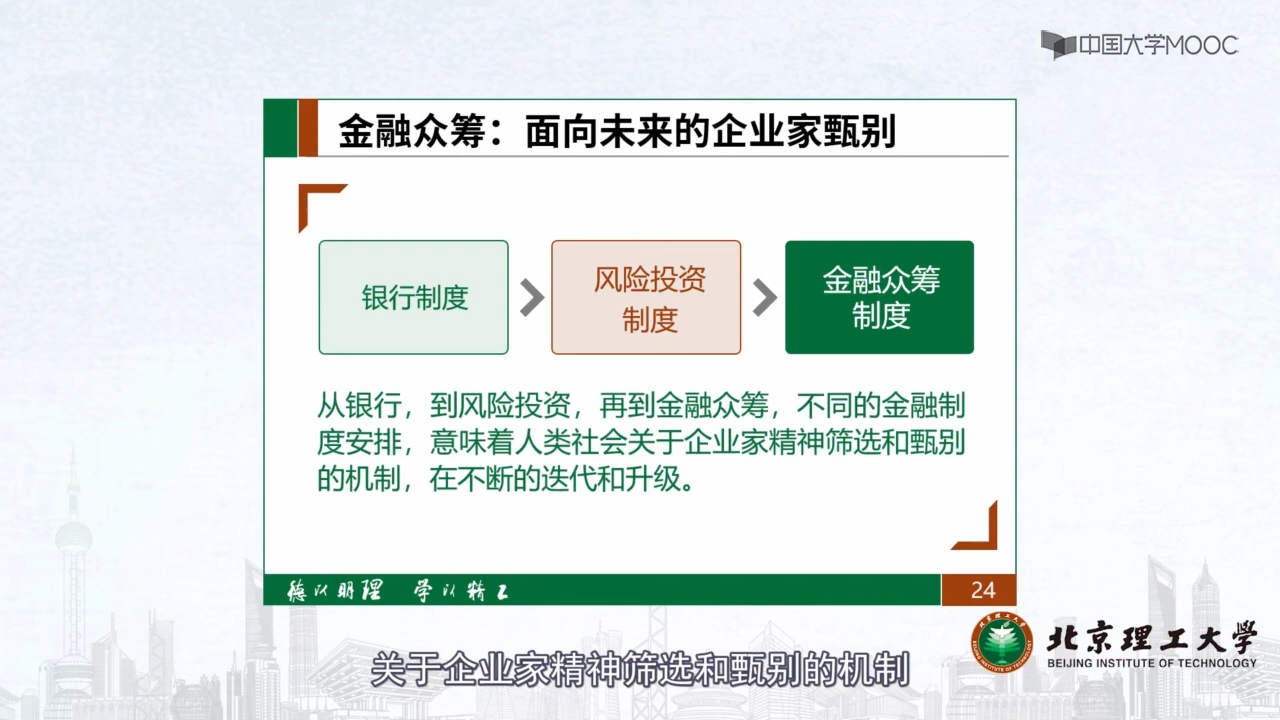 中国大学MOOC
金融众筹：面向未来的企业家甄别
银行制度
风险投资
制度
金融众筹
制度
从银行，到风险投资，再到金融众筹，不同的金融制
度安排，意味着人类社会关于企业家精神筛选和甄别
的机制，在不断的迭代和升级。
德以明理 学以精工
24
北京理工大学
BEIJING INSTITUTE OF TECHNOLOGY
关于企业家精神筛选和甄别的机制